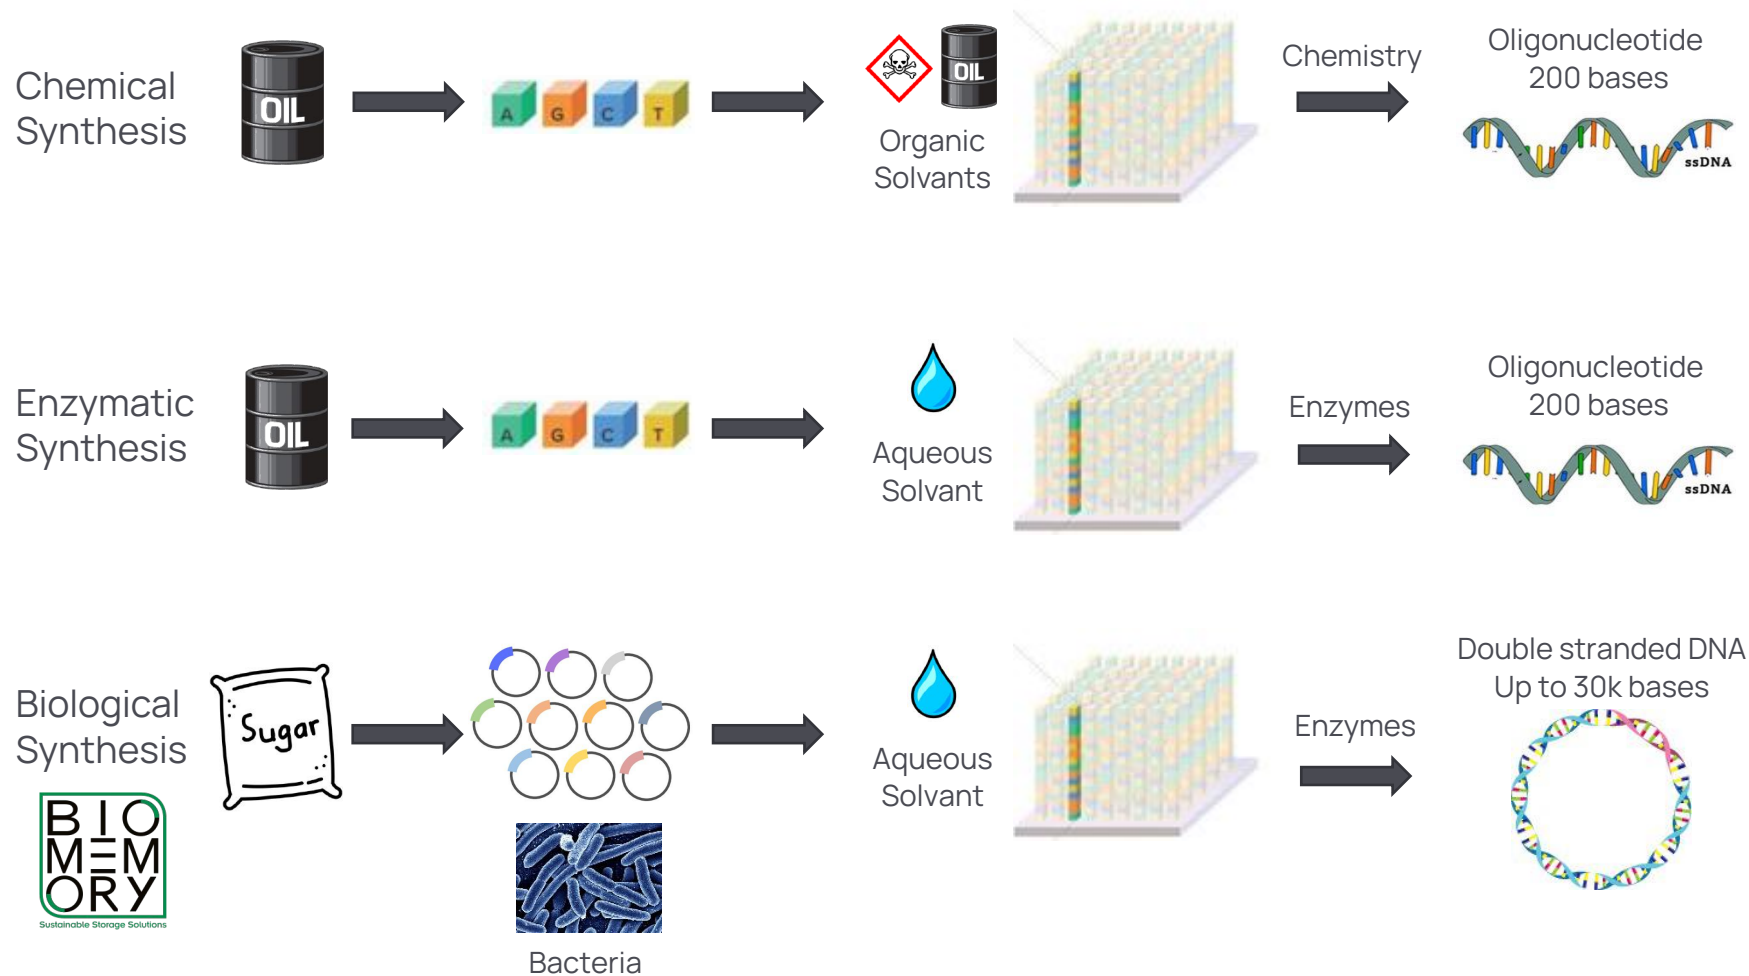 Chemical
Synthesis
OIL
A G C T
OIL
Organic
Solvants
Chemistry
Oligonucleotide
200 bases
ssDNA
Enzymatic
Synthesis
OIL
A G C T
Aqueous
Solvant
Enzymes
Oligonucleotide
200 bases
ssDNA
Biological
Synthesis
BIO
MEM
ORY
Sustainable Storage Solutions
Sugar
Bacteria
Aqueous
Solvant
Enzymes
Double stranded DNA
Up to 30k bases